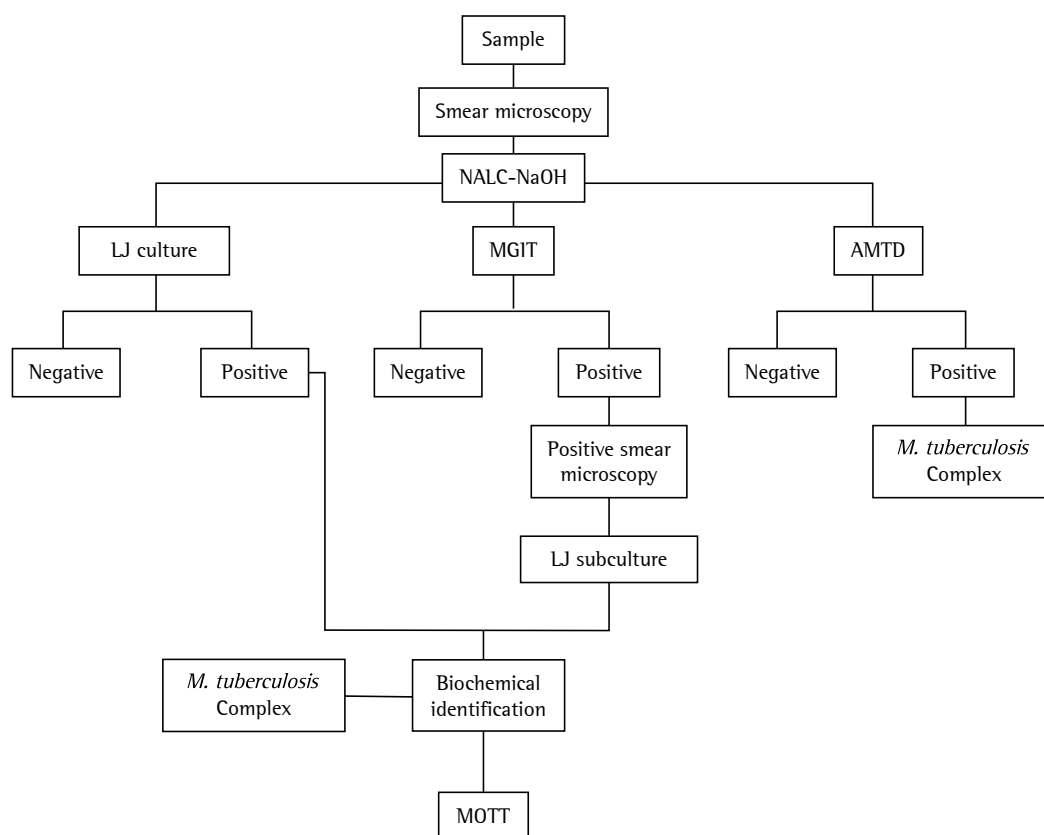 Sample
Smear microscopy
NALC-NaOH
LJ culture
MGIT
AMTD
Negative
Positive
Negative
Positive
Negative
Positive
Positive smear
microscopy
M. tuberculosis
Complex
LJ subculture
M. tuberculosis
Complex
Biochemical
identification
MOTT